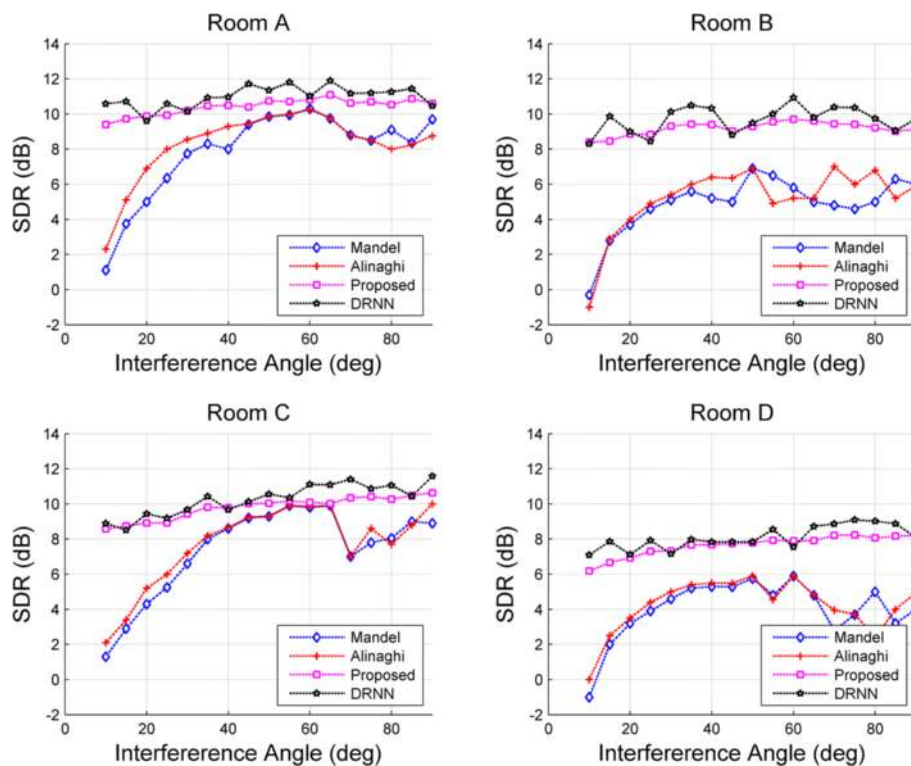 Room A
14
12
10
8
6
4
2
0
-2
SDR (dB)
Mandel
Alinaghi
Proposed
DRNN
0 20 40 60 80
Interfererence Angle (deg)
Room B
14
12
10
8
6
4
2
0
-2
SDR (dB)
Mandel
Alinaghi
Proposed
DRNN
0 20 40 60 80
Interfererence Angle (deg)
Room C
14
12
10
8
6
4
2
0
-2
SDR (dB)
Mandel
Alinaghi
Proposed
DRNN
0 20 40 60 80
Interfererence Angle (deg)
Room D
14
12
10
8
6
4
2
0
-2
SDR (dB)
Mandel
Alinaghi
Proposed
DRNN
0 20 40 60 80
Interfererence Angle (deg)